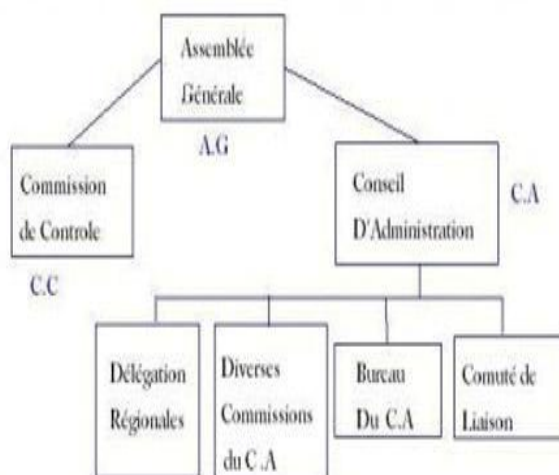 Assemblée
Générale
A.G
Commission
de Controle
C.C
Conseil
D'Administration
C.A
Délégation
Régionales
Diverses
Commissions
du C.A
Bureau
Du C.A
Comuté de
Liaison